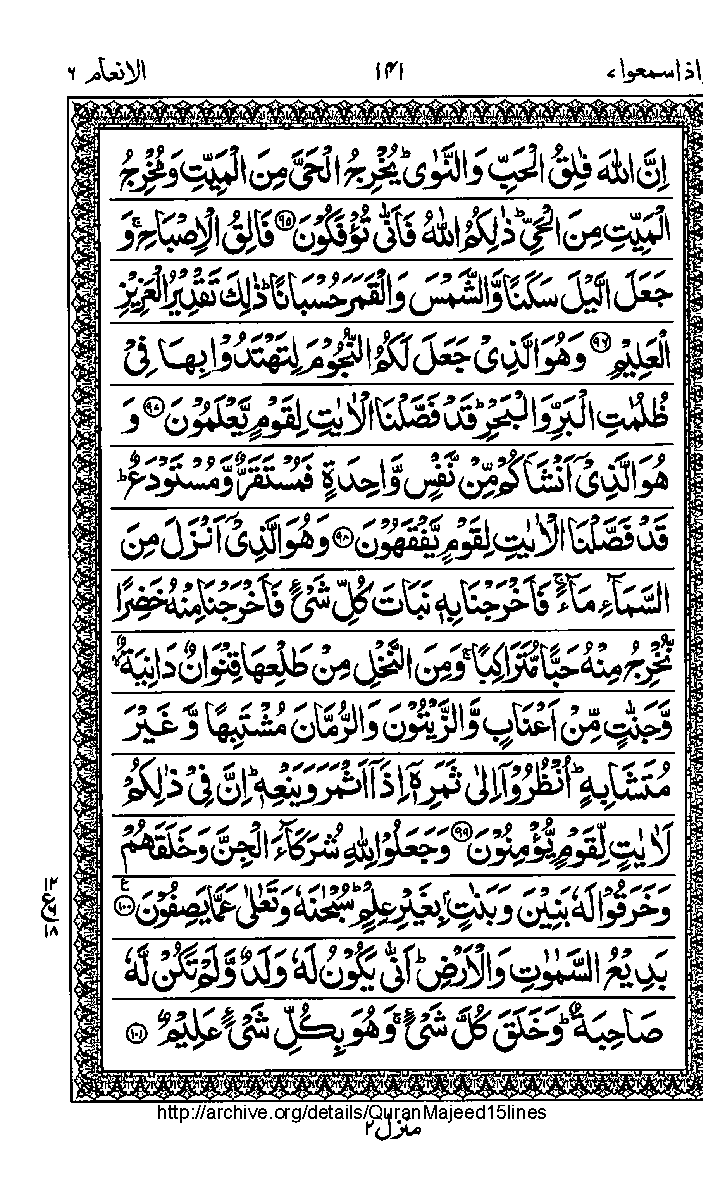 الانعام ٦ ١٤١ واذاسمعوا ٧
اِنَّ اللّٰهَ فٰلِقُ الْحَبِّ وَالنَّوٰى ؕ یُخْرِجُ الْحَیَّ مِنَ الْمَیِّتِ وَمُخْرِجُ
الْمَیِّتِ مِنَ الْحَیِّ ؕ ذٰلِكُمُ اللّٰهُ فَاَنّٰى تُؤْفَكُوْنَ ﴿۹۵﴾ فَالِقُ الْاِصْبَاحِ ۚ وَ
جَعَلَ الَّیْلَ سَكَنًا وَّالشَّمْسَ وَالْقَمَرَ حُسْبَانًا ؕ ذٰلِكَ تَقْدِیْرُ الْعَزِیْزِ
الْعَلِیْمِ ﴿۹۶﴾ وَهُوَ الَّذِیْ جَعَلَ لَكُمُ النُّجُوْمَ لِتَهْتَدُوْا بِهَا فِیْ
ظُلُمٰتِ الْبَرِّ وَالْبَحْرِ ؕ قَدْ فَصَّلْنَا الْاٰیٰتِ لِقَوْمٍ یَّعْلَمُوْنَ ﴿۹۷﴾ وَ
هُوَ الَّذِیْۤ اَنْشَاَكُمْ مِّنْ نَّفْسٍ وَّاحِدَةٍ فَمُسْتَقَرٌّ وَّمُسْتَوْدَعٌ ؕ
قَدْ فَصَّلْنَا الْاٰیٰتِ لِقَوْمٍ یَّفْقَهُوْنَ ﴿۹۸﴾ وَهُوَ الَّذِیْۤ اَنْزَلَ مِنَ
السَّمَآءِ مَآءً ۚ فَاَخْرَجْنَا بِهٖ نَبَاتَ كُلِّ شَیْءٍ فَاَخْرَجْنَا مِنْهُ خَضِرًا
نُّخْرِجُ مِنْهُ حَبًّا مُّتَرَاكِبًا ۚ وَمِنَ النَّخْلِ مِنْ طَلْعِهَا قِنْوَانٌ دَانِیَةٌ ۙ
وَّجَنّٰتٍ مِّنْ اَعْنَابٍ وَّالزَّیْتُوْنَ وَالرُّمَّانَ مُشْتَبِهًا وَّ غَیْرَ
مُتَشَابِهٍ ؕ اُنْظُرُوْۤا اِلٰى ثَمَرِهٖۤ اِذَاۤ اَثْمَرَ وَیَنْعِهٖ ؕ اِنَّ فِیْ ذٰلِكُمْ
لَاٰیٰتٍ لِّقَوْمٍ یُّؤْمِنُوْنَ ﴿۹۹﴾ وَجَعَلُوْا لِلّٰهِ شُرَكَآءَ الْجِنَّ وَخَلَقَهُمْ
وَخَرَقُوْا لَهٗ بَنِیْنَ وَبَنٰتٍۭ بِغَیْرِ عِلْمٍ ؕ سُبْحٰنَهٗ وَتَعٰلٰى عَمَّا یَصِفُوْنَ ﴿۱۰۰﴾ ع
بَدِیْعُ السَّمٰوٰتِ وَالْاَرْضِ ؕ اَنّٰى یَكُوْنُ لَهٗ وَلَدٌ وَّلَمْ تَكُنْ لَّهٗ
صَاحِبَةٌ ؕ وَخَلَقَ كُلَّ شَیْءٍ ۚ وَهُوَ بِكُلِّ شَیْءٍ عَلِیْمٌ ﴿۱۰۱﴾
http://archive.org/details/QuranMajeed15lines
منزل ٢